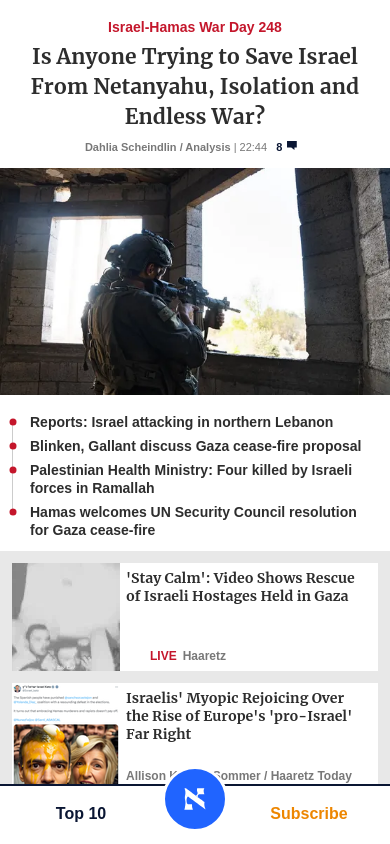 Israel-Hamas War Day 248
Is Anyone Trying to Save Israel
From Netanyahu, Isolation and
Endless War?
Dahlia Scheindlin / Analysis | 22:44 8
Reports: Israel attacking in northern Lebanon
Blinken, Gallant discuss Gaza cease-fire proposal
Palestinian Health Ministry: Four killed by Israeli
forces in Ramallah
Hamas welcomes UN Security Council resolution
for Gaza cease-fire
'Stay Calm': Video Shows Rescue
of Israeli Hostages Held in Gaza
LIVE Haaretz
Israelis' Myopic Rejoicing Over
the Rise of Europe's 'pro-Israel'
Far Right
Allison Sommer / Haaretz Today
Top 10
Subscribe